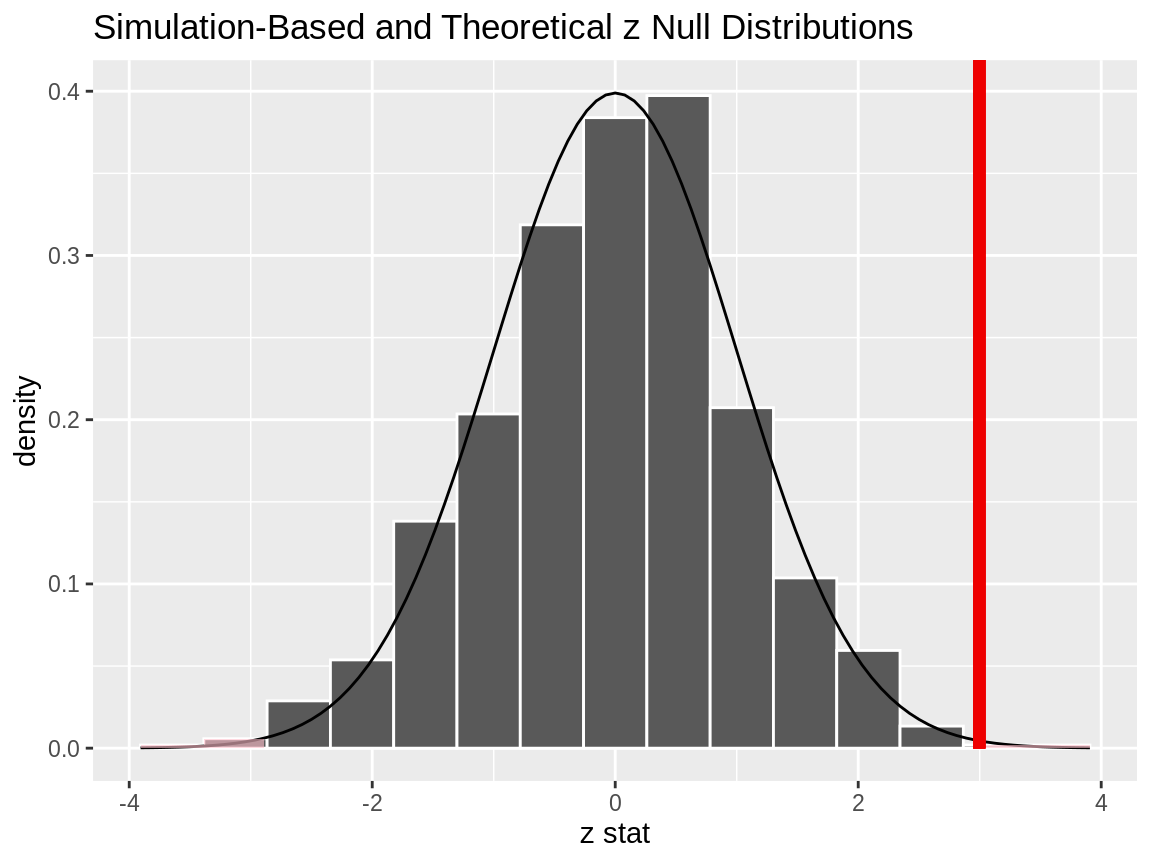 Simulation-Based and Theoretical z Null Distributions
density
0.4
0.3
0.2
0.1
0.0
-4 -2 0 2 4
z stat